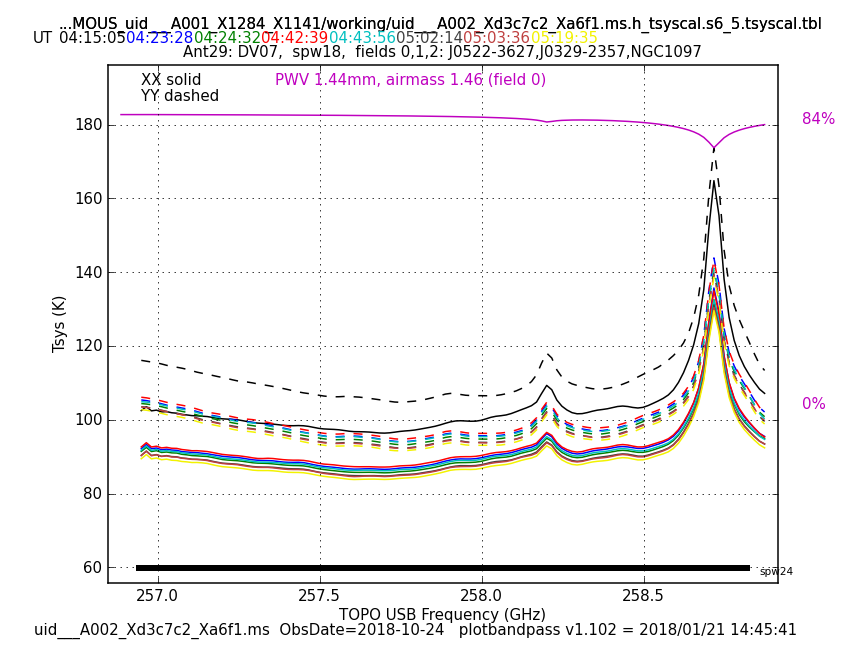 ...MOUS_uid___A001_X1284_X1141/working/uid___A002_Xd3c7c2_Xa6f1.ms.h_tsyscal.s6_5.tsyscal.tbl
UT 04:15:05 04:23:28 04:24:32 04:42:39 04:43:56 05:02:14 05:03:36 05:19:35
Ant29: DV07, spw18, fields 0,1,2: J0522-3627,J0329-2357,NGC1097
XX solid PWV 1.44mm, airmass 1.46 (field 0)
YY dashed
84%
180
160
140
120
100
80
60
Tsys (K)
0%
spw24
257.0 257.5 258.0 258.5
TOPO USB Frequency (GHz)
uid___A002_Xd3c7c2_Xa6f1.ms ObsDate=2018-10-24 plotbandpass v1.102 = 2018/01/21 14:45:41